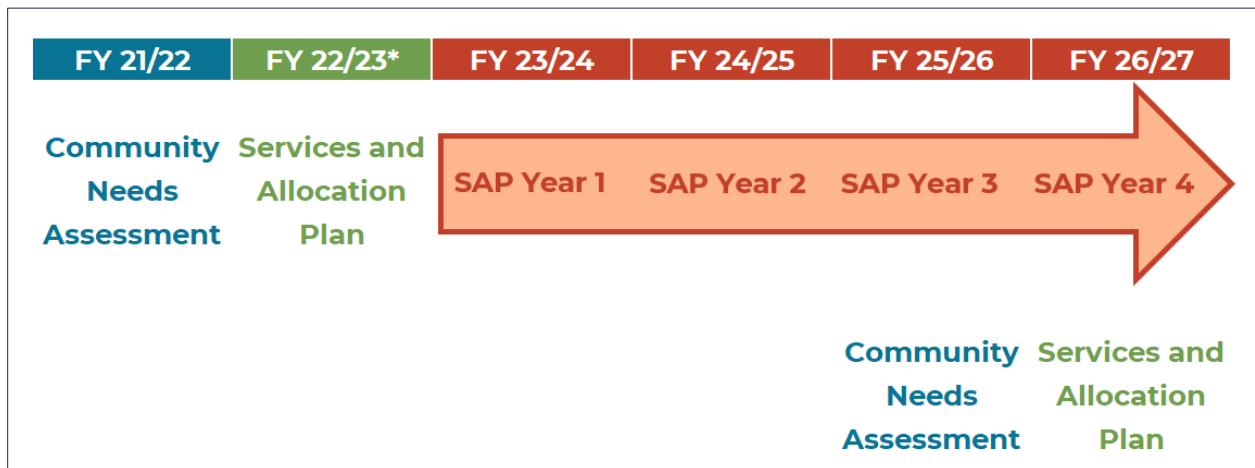 FY 21/22 FY 22/23* FY 23/24 FY 24/25 FY 25/26 FY 26/27
Community Services and
Needs Allocation
Assessment Plan
SAP Year 1 SAP Year 2 SAP Year 3 SAP Year 4
Community Services and
Needs Allocation
Assessment Plan